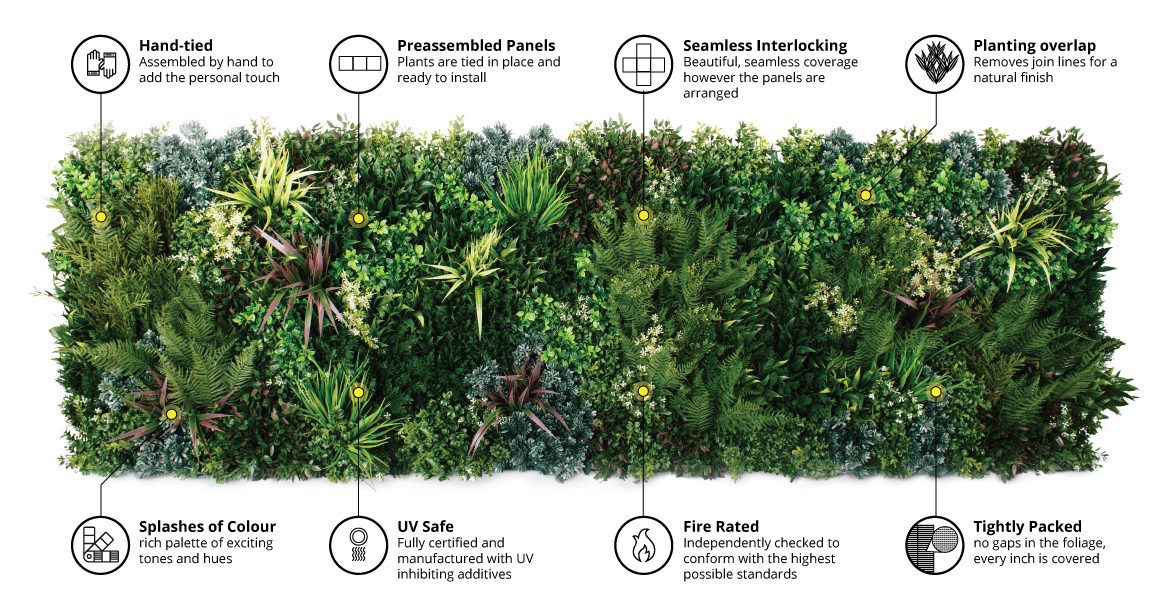 Hand-tied
Assembled by hand to
add the personal touch
Preassembled Panels
Plants are tied in place and
ready to install
Seamless Interlocking
Beautiful, seamless coverage
however the panels are
arranged
Planting overlap
Removes join lines for a
natural finish
Splashes of Colour
rich palette of exciting
tones and hues
UV Safe
Fully certified and
manufactured with UV
inhibiting additives
Fire Rated
Independently checked to
conform with the highest
possible standards
Tightly Packed
no gaps in the foliage,
every inch is covered